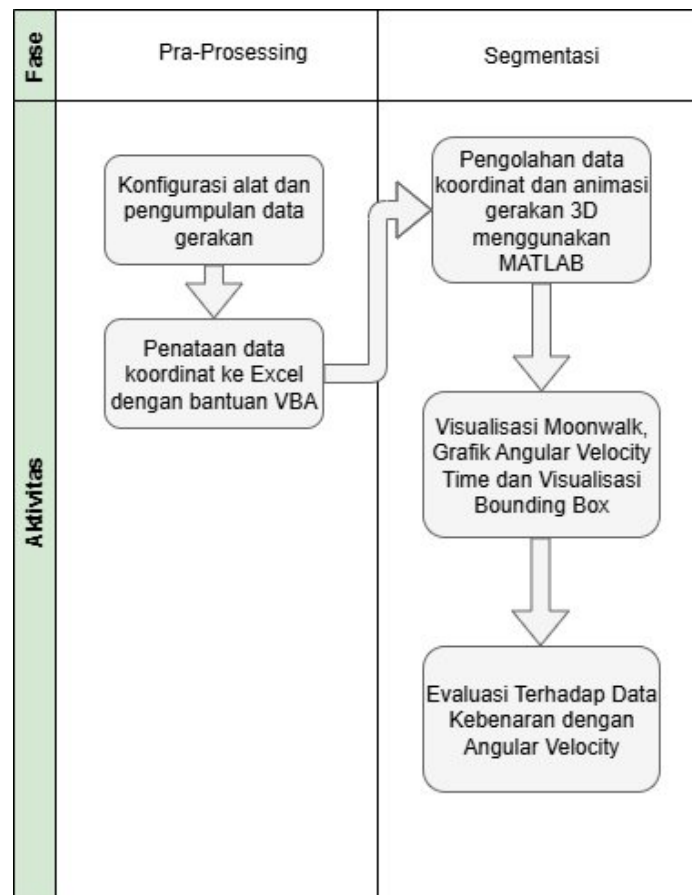 Fase
Pra-Prosessing
Segmentasi
Aktivitas
Konfigurasi alat dan
pengumpulan data
gerakan
Penataan data
koordinat ke Excel
dengan bantuan VBA
Pengolahan data
koordinat dan animasi
gerakan 3D
menggunakan
MATLAB
Visualisasi Moonwalk,
Grafik Angular Velocity
Time dan Visualisasi
Bounding Box
Evaluasi Terhadap Data
Kebenaran dengan
Angular Velocity